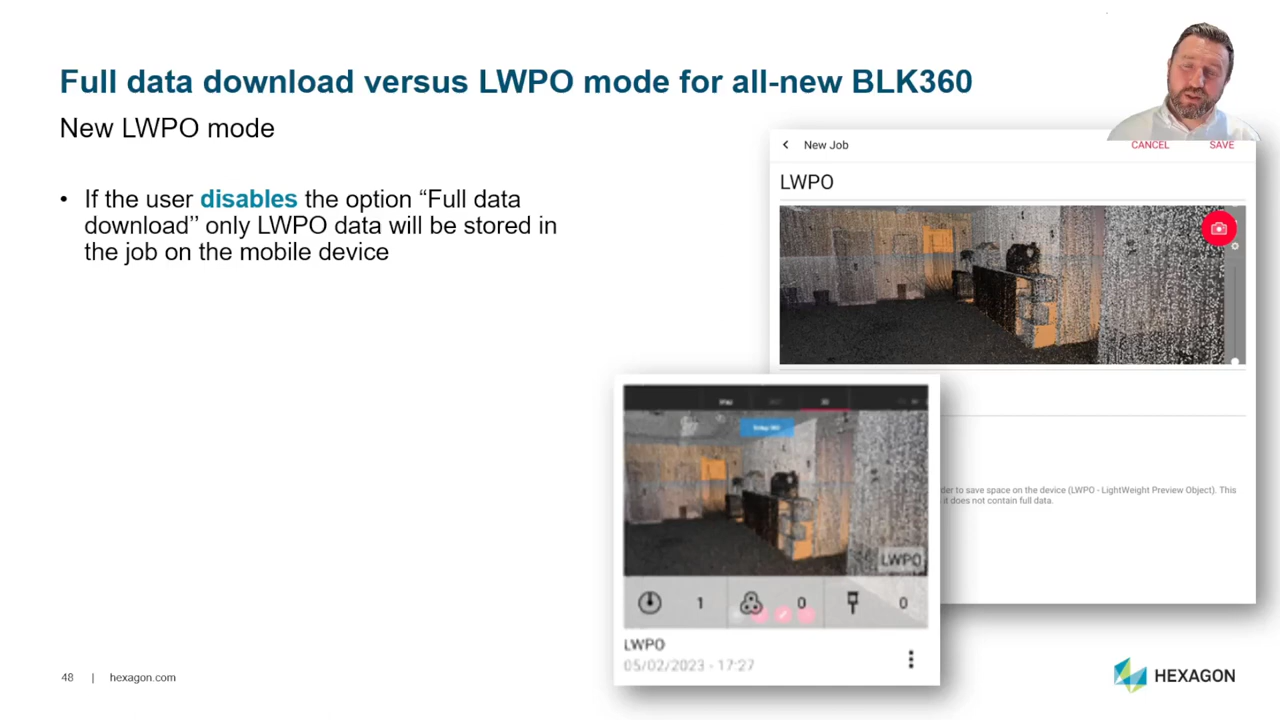 Full data download versus LWPO mode for all-new BLK360
New LWPO mode
• If the user disables the option “Full data
download’’ only LWPO data will be stored in
the job on the mobile device
New Job
CANCEL
SAVE
LWPO
der to save space on the device (LWPO - LightWeight Preview Object). This
it does not contain full data.
3D
LWPO
1
0
0
LWPO
05/02/2023 - 17:27
48 | hexagon.com
HEXAGON